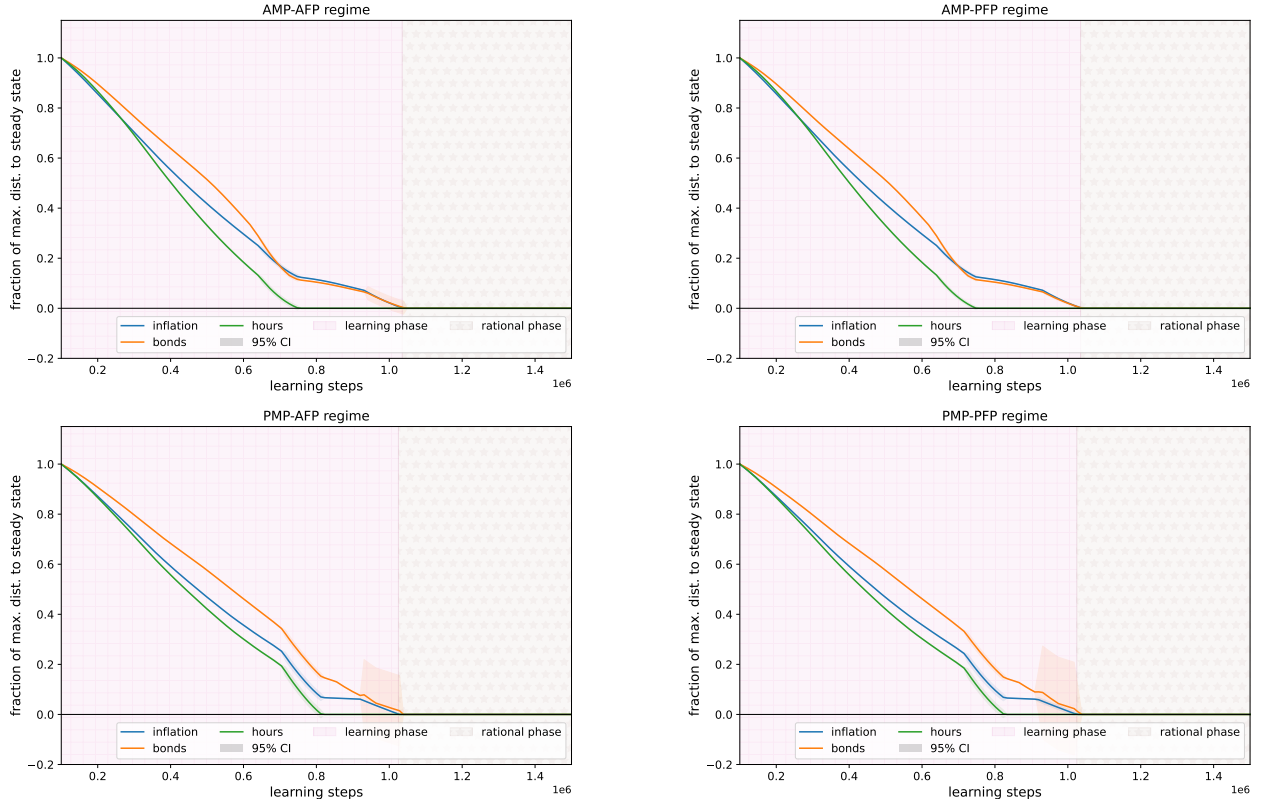 AMP-AFP regime
fraction of max. dist. to steady state
1.0
0.8
0.6
0.4
0.2
0.0
−0.2
inflation hours learning phase rational phase
bonds 95% CI
0.2 0.4 0.6 0.8 1.0 1.2 1.4
1e6
learning steps
AMP-PFP regime
fraction of max. dist. to steady state
1.0
0.8
0.6
0.4
0.2
0.0
−0.2
inflation hours learning phase rational phase
bonds 95% CI
0.2 0.4 0.6 0.8 1.0 1.2 1.4
1e6
learning steps
PMP-AFP regime
fraction of max. dist. to steady state
1.0
0.8
0.6
0.4
0.2
0.0
−0.2
inflation hours learning phase rational phase
bonds 95% CI
0.2 0.4 0.6 0.8 1.0 1.2 1.4
1e6
learning steps
PMP-PFP regime
fraction of max. dist. to steady state
1.0
0.8
0.6
0.4
0.2
0.0
−0.2
inflation hours learning phase rational phase
bonds 95% CI
0.2 0.4 0.6 0.8 1.0 1.2 1.4
1e6
learning steps